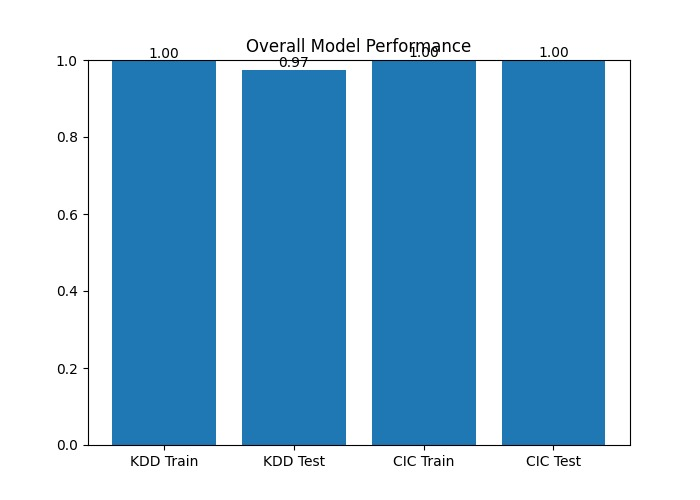 Overall Model Performance
1.00
0.97
1.00
1.00
1.0
0.8
0.6
0.4
0.2
0.0
KDD Train
KDD Test
CIC Train
CIC Test